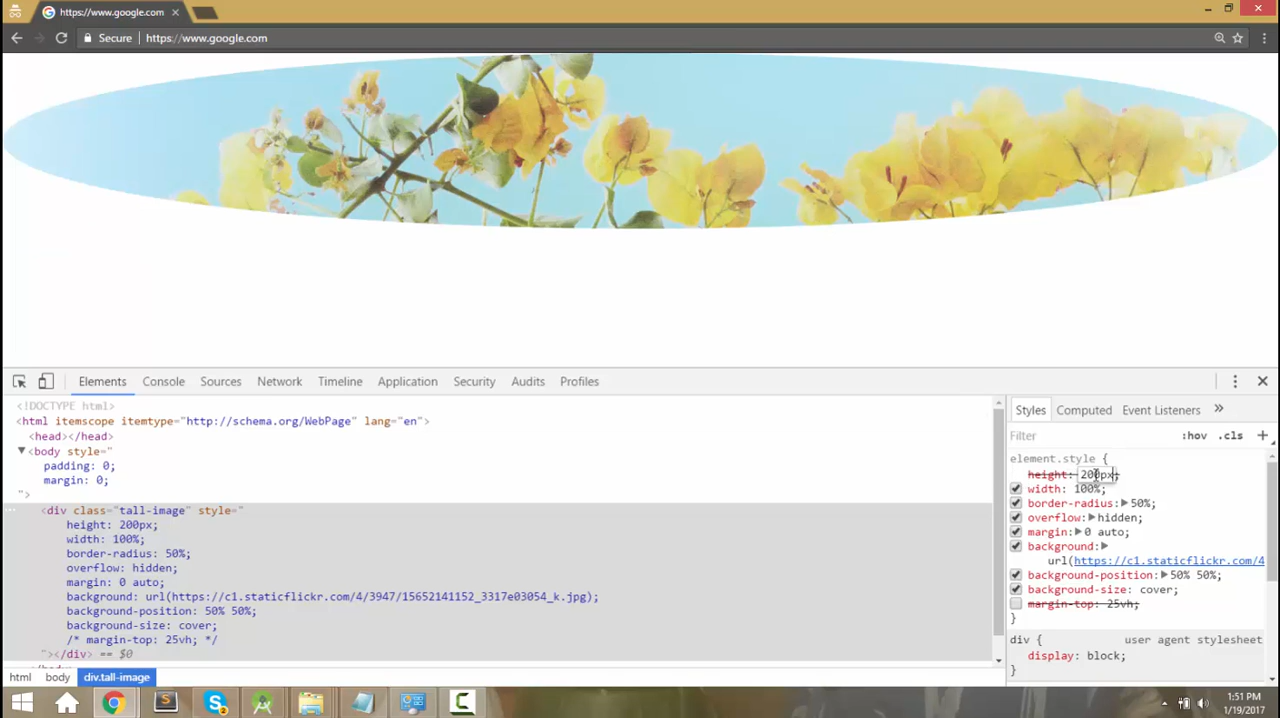 https://www.google.com
Secure https://www.google.com
Elements Console Sources Network Timeline Application Security Audits Profiles
<!DOCTYPE html>
<html itemscope itemtype="http://schema.org/WebPage" lang="en">
<head></head>
<body style="
padding: 0;
margin: 0;
">
<div class="tall-image" style="
height: 200px;
width: 100%;
border-radius: 50%;
overflow: hidden;
margin: 0 auto;
background: url(https://c1.staticflickr.com/4/3947/15652141152_3317e03054_k.jpg);
background-position: 50% 50%;
background-size: cover;
/* margin-top: 25vh; */
"></div> == $0
html body div.tall-image
Styles Computed Event Listeners »
Filter :hov .cls +
element.style {
height: 200px;
width: 100%;
border-radius: 50%;
overflow: hidden;
margin: 0 auto;
background:
url(https://c1.staticflickr.com/4
background-position: 50% 50%;
background-size: cover;
margin-top: 25vh;
}
div { user agent stylesheet
display: block;
}
1:51 PM
1/19/2017